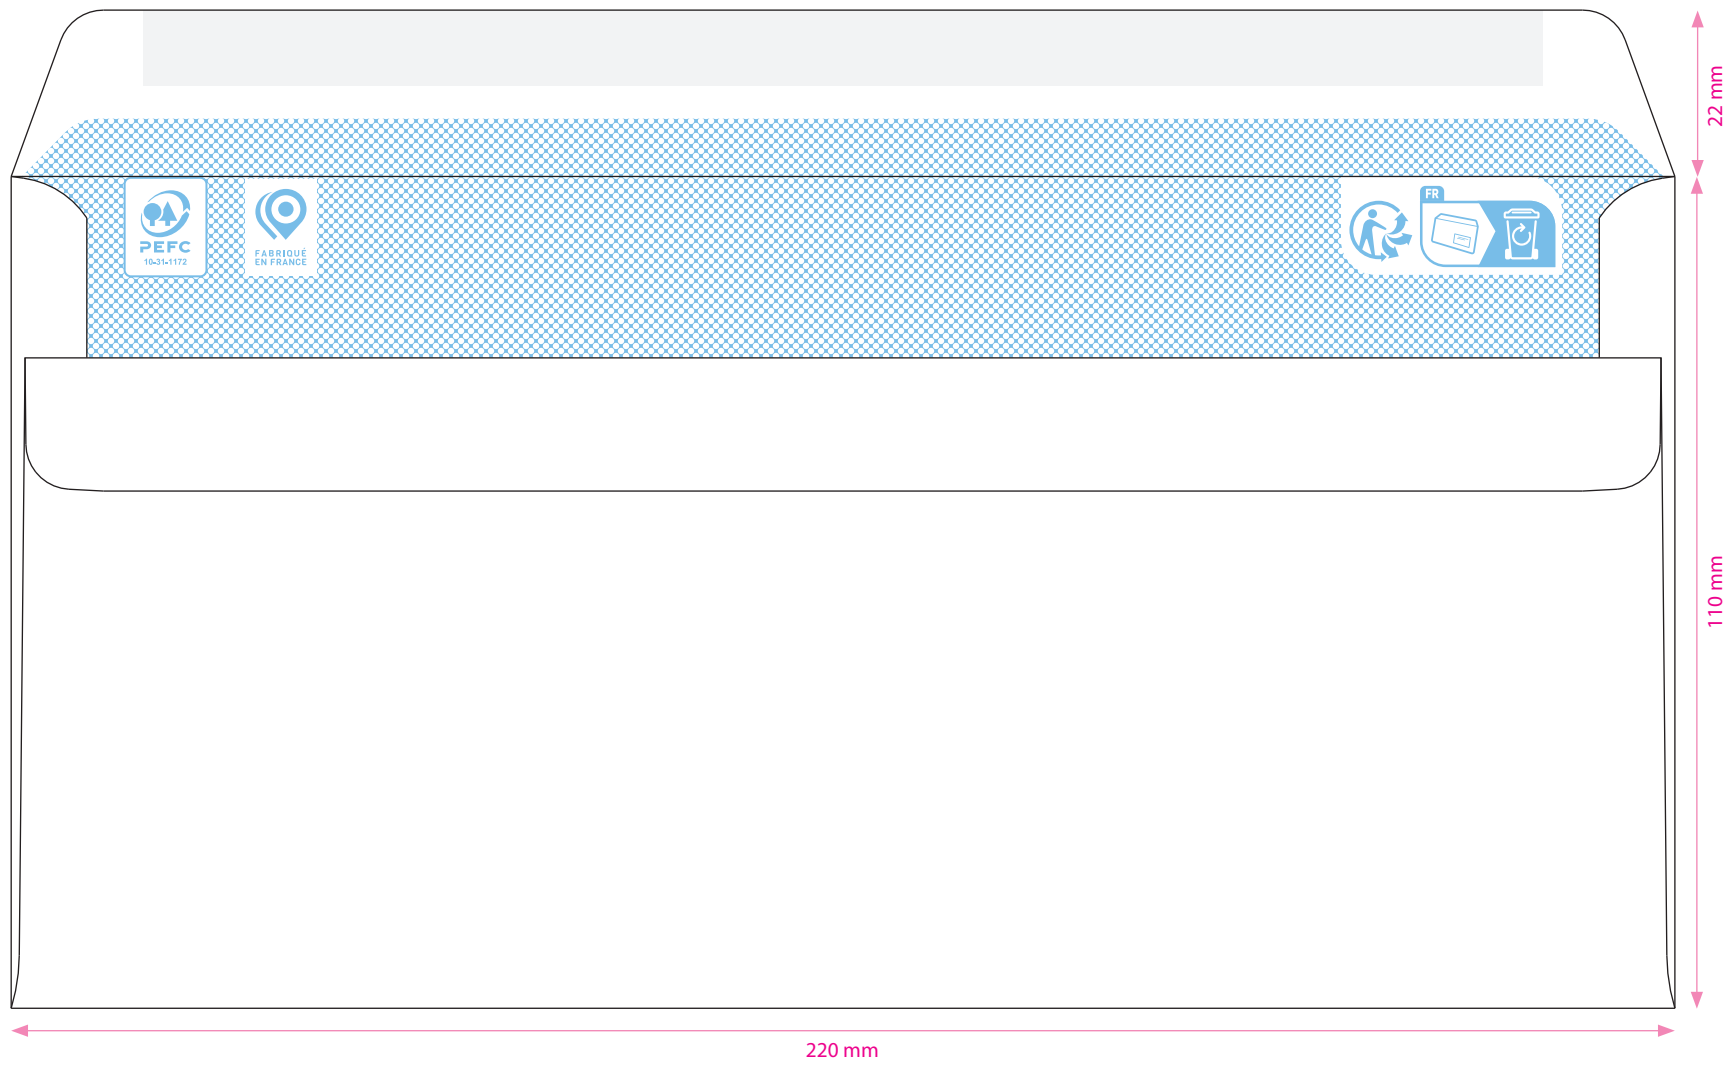 22 mm
FR
PEFC
10-31-1172
FABRIQUÉ
EN FRANCE
110 mm
220 mm